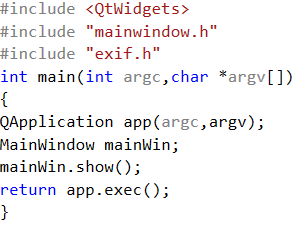 #include <QtWidgets>
#include "mainwindow.h"
#include "exif.h"
int main(int argc,char *argv[])
{
QApplication app(argc,argv);
MainWindow mainWin;
mainWin.show();
return app.exec();
}